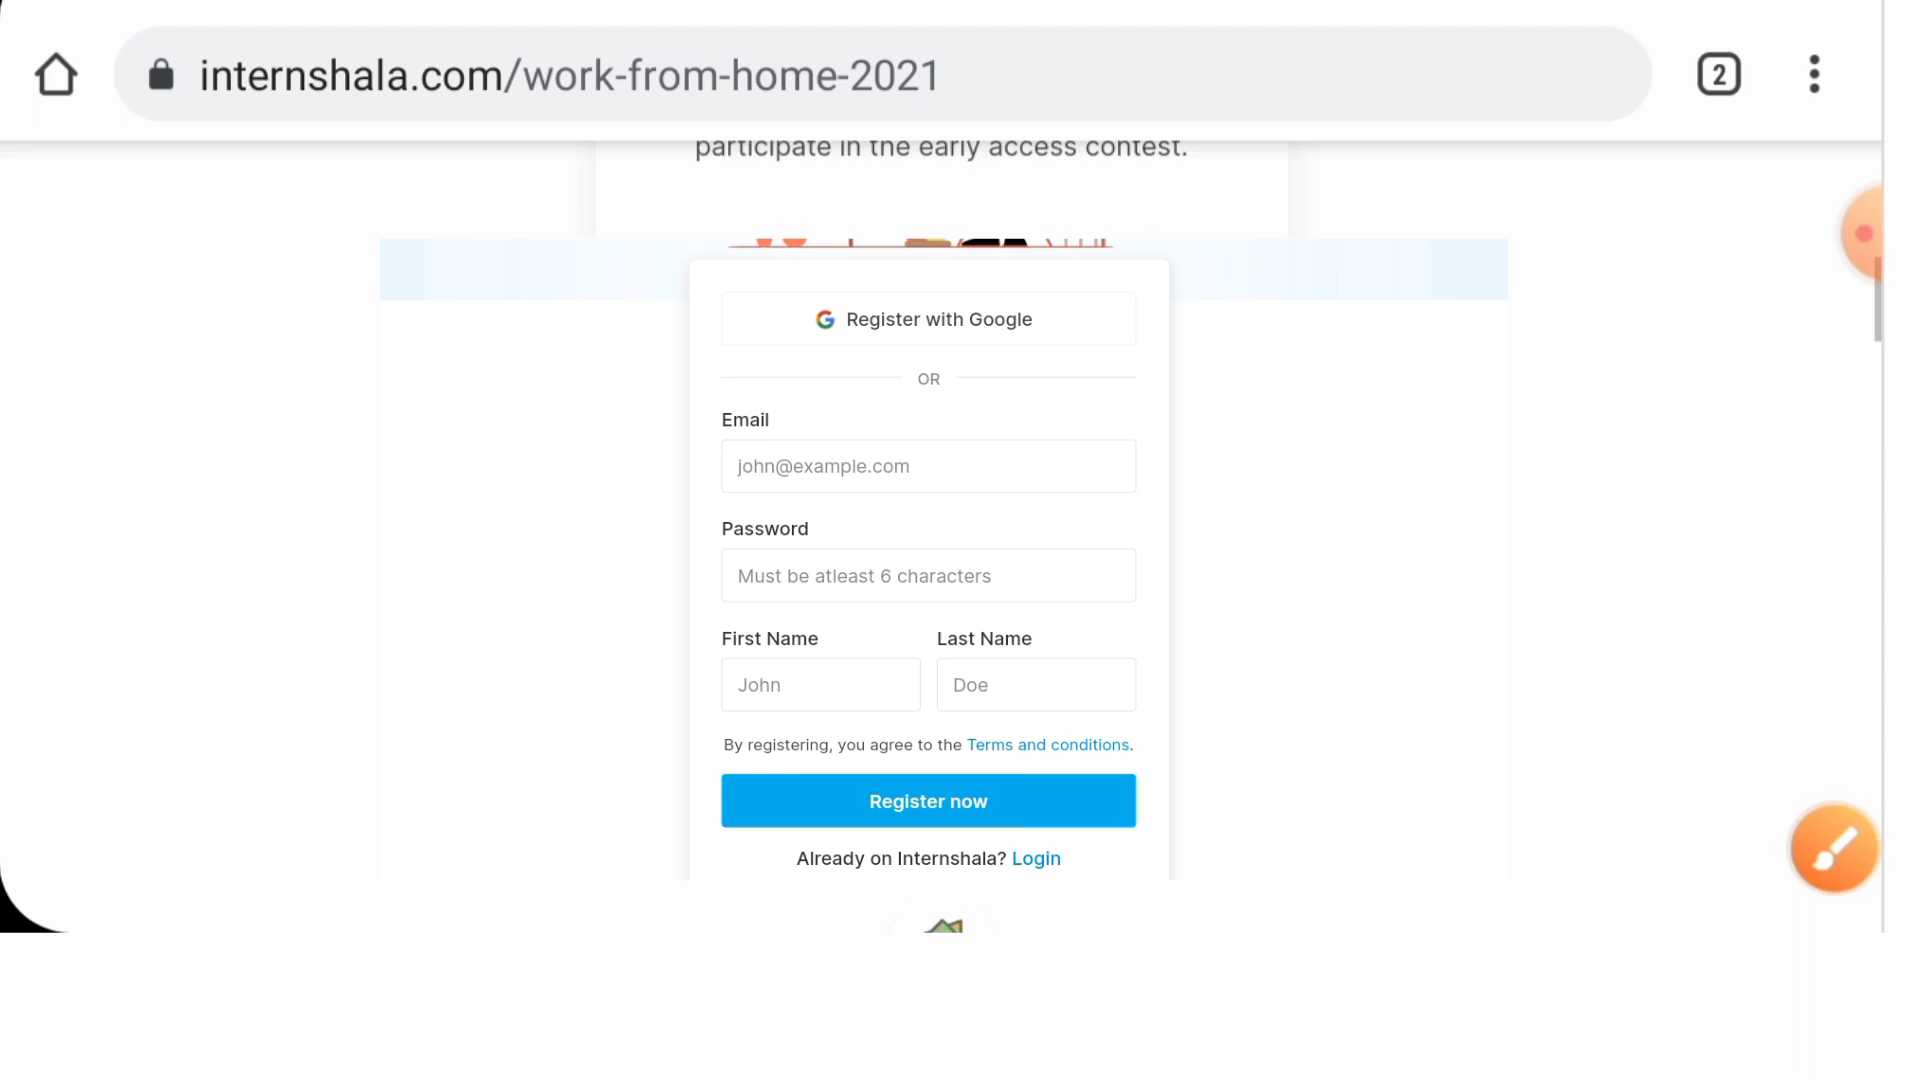 internshala.com/work-from-home-2021
2
participate in the early access contest.
Register with Google
OR
Email
john@example.com
Password
Must be atleast 6 characters
First Name Last Name
John Doe
By registering, you agree to the Terms and conditions.
Register now
Already on Internshala? Login